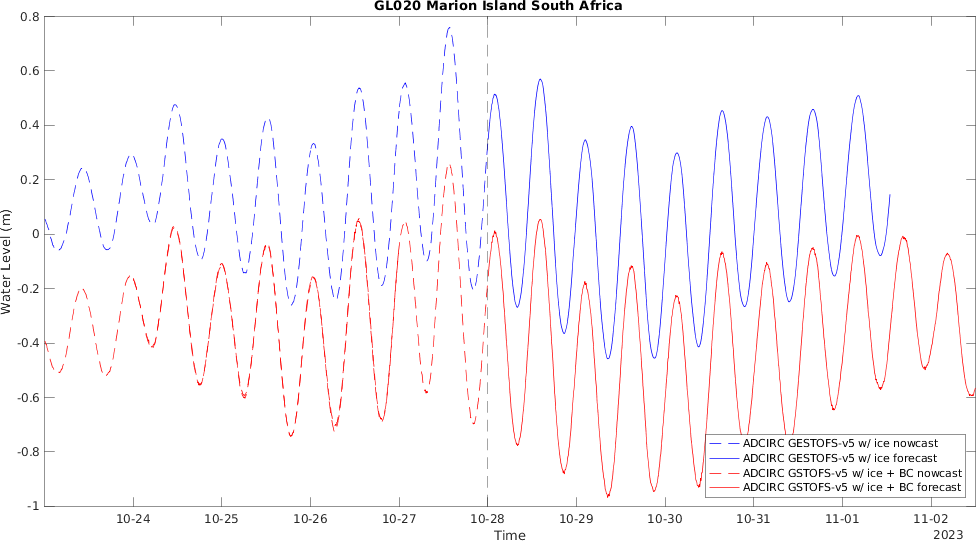 GL020 Marion Island South Africa
0.8
0.6
0.4
0.2
0
-0.2
-0.4
-0.6
-0.8
-1
Water Level (m)
10-24 10-25 10-26 10-27 10-28 10-29 10-30 10-31 11-01 11-02
Time
2023
ADCIRC GESTOFS-v5 w/ ice nowcast
ADCIRC GESTOFS-v5 w/ ice forecast
ADCIRC GSTOFS-v5 w/ ice + BC nowcast
ADCIRC GSTOFS-v5 w/ ice + BC forecast